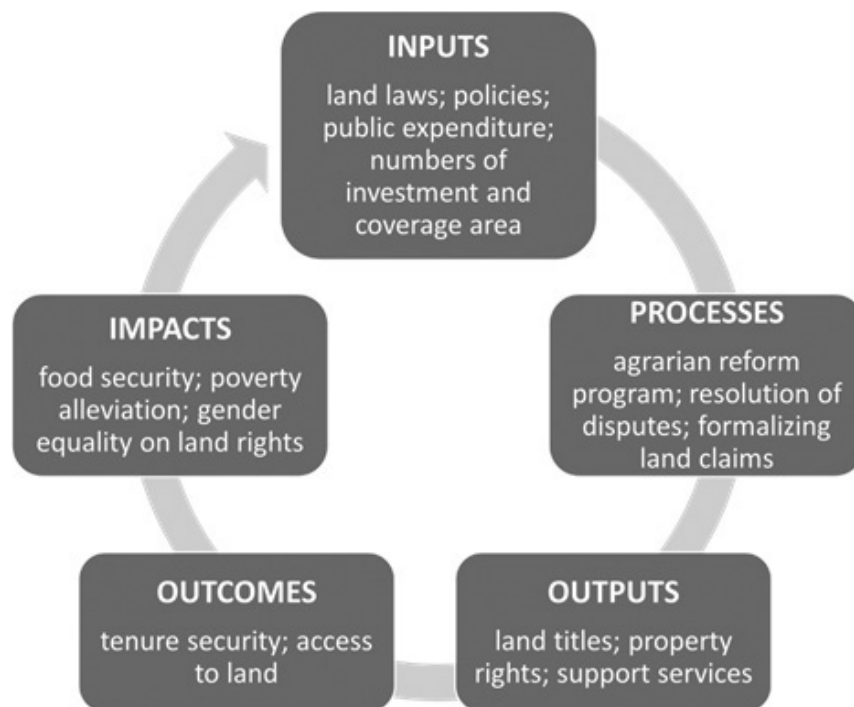 INPUTS
land laws; policies;
public expenditure;
numbers of
investment and
coverage area
PROCESSES
agrarian reform
program; resolution of
disputes; formalizing
land claims
OUTPUTS
land titles; property
rights; support services
OUTCOMES
tenure security; access
to land
IMPACTS
food security; poverty
alleviation; gender
equality on land rights